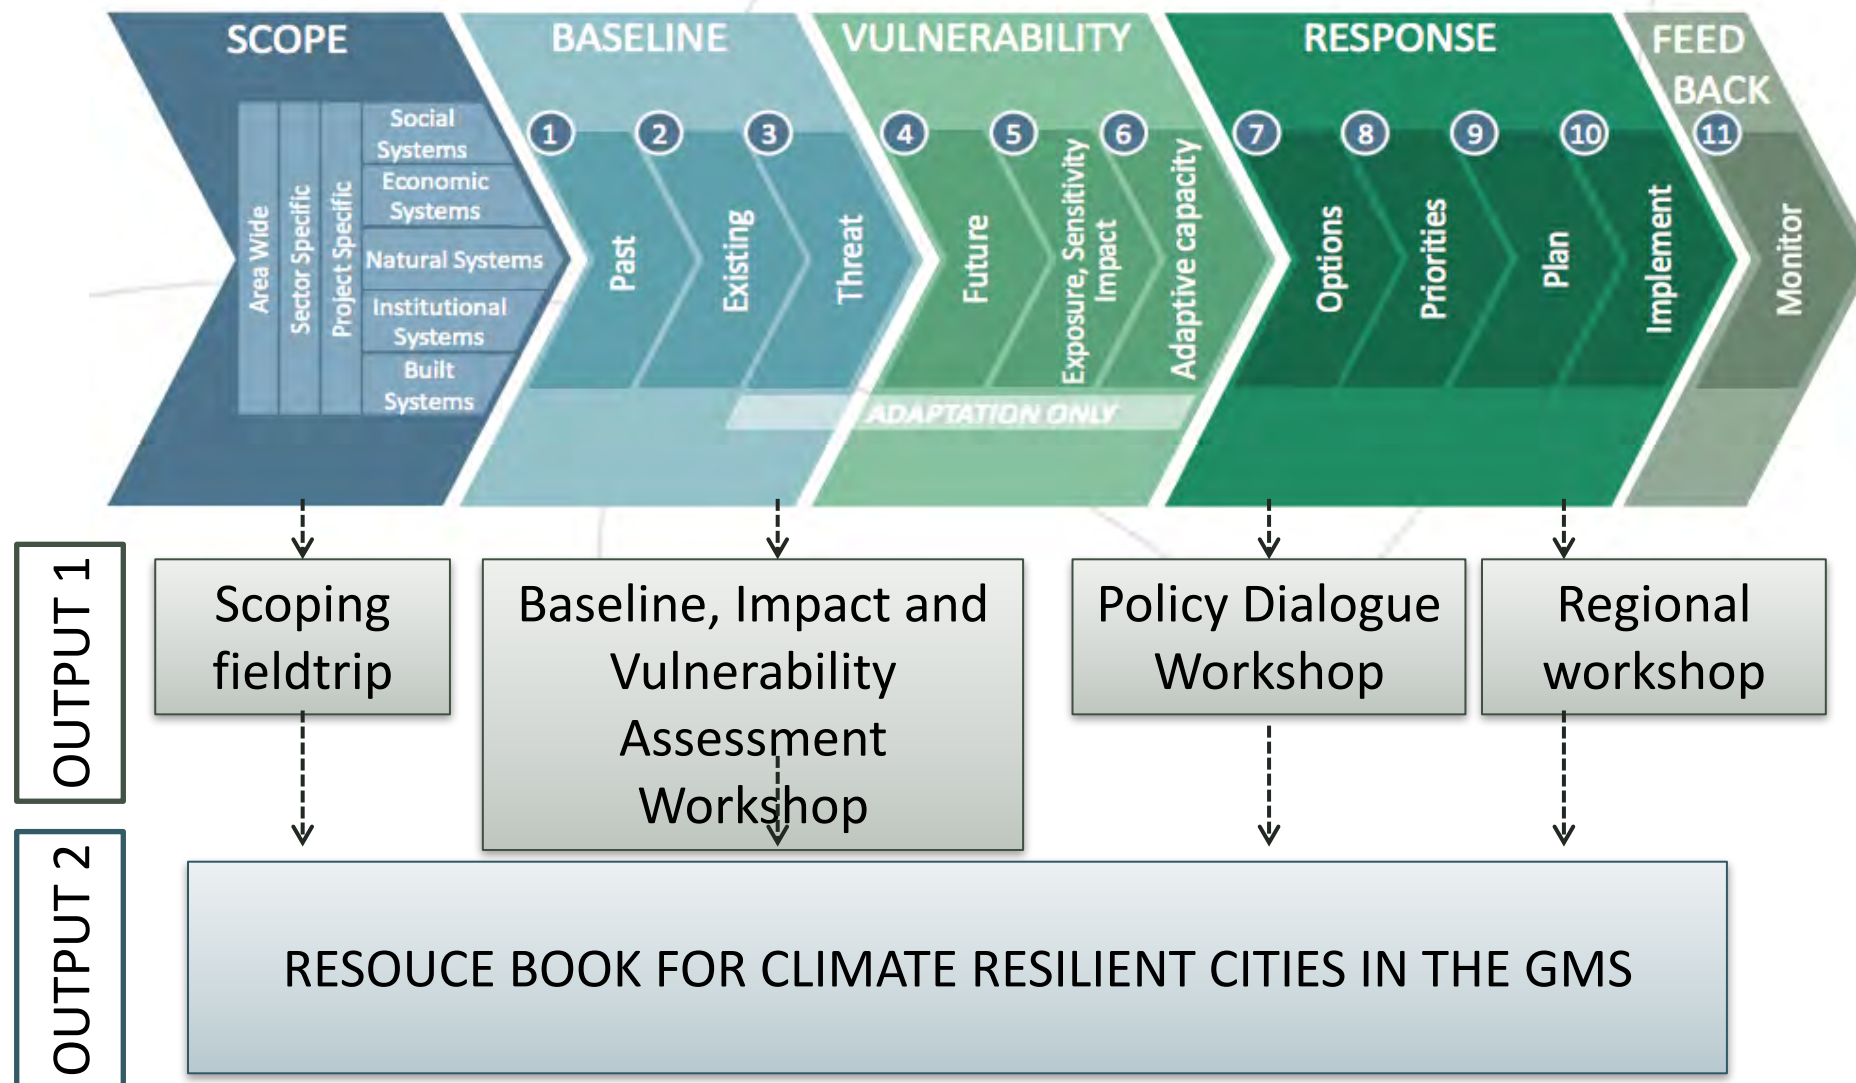 SCOPE
Area Wide
Sector Specific
Project Specific
Social
Systems
Economic
Systems
Natural Systems
Institutional
Systems
Built
Systems
BASELINE
1
Past
2
Existing
3
Threat
VULNERABILITY
4
Future
5
Exposure, Sensitivity
Impact
6
Adaptive capacity
ADAPTATION ONLY
RESPONSE
7
Options
8
Priorities
9
Plan
10
Implement
FEED
BACK
11
Monitor
OUTPUT 1
Scoping
fieldtrip
Baseline, Impact and
Vulnerability
Assessment
Workshop
Policy Dialogue
Workshop
Regional
workshop
OUTPUT 2
RESOUCE BOOK FOR CLIMATE RESILIENT CITIES IN THE GMS